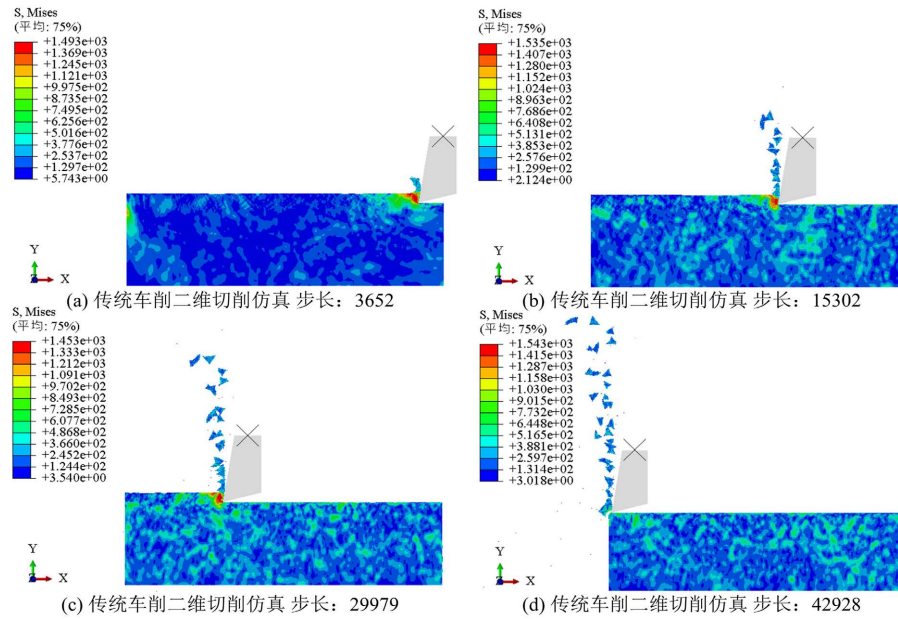 S, Mises
(平均: 75%)
+1.493e+03
+1.369e+03
+1.245e+03
+1.121e+03
+9.975e+02
+8.735e+02
+7.495e+02
+6.256e+02
+5.016e+02
+3.776e+02
+2.537e+02
+1.297e+02
+5.743e+00
Y
Z
X
(a) 传统车削二维切削仿真 步长：3652
S, Mises
(平均: 75%)
+1.535e+03
+1.407e+03
+1.280e+03
+1.152e+03
+1.024e+03
+8.963e+02
+7.686e+02
+6.408e+02
+5.131e+02
+3.853e+02
+2.576e+02
+1.299e+02
+2.124e+00
Y
Z
X
(b) 传统车削二维切削仿真 步长：15302
S, Mises
(平均: 75%)
+1.453e+03
+1.333e+03
+1.212e+03
+1.091e+03
+9.702e+02
+8.493e+02
+7.285e+02
+6.077e+02
+4.868e+02
+3.660e+02
+2.452e+02
+1.244e+02
+3.540e+00
Y
Z
X
(c) 传统车削二维切削仿真 步长：29979
S, Mises
(平均: 75%)
+1.543e+03
+1.415e+03
+1.287e+03
+1.158e+03
+1.030e+03
+9.015e+02
+7.732e+02
+6.448e+02
+5.165e+02
+3.881e+02
+2.597e+02
+1.314e+02
+3.018e+00
Y
Z
X
(d) 传统车削二维切削仿真 步长：42928